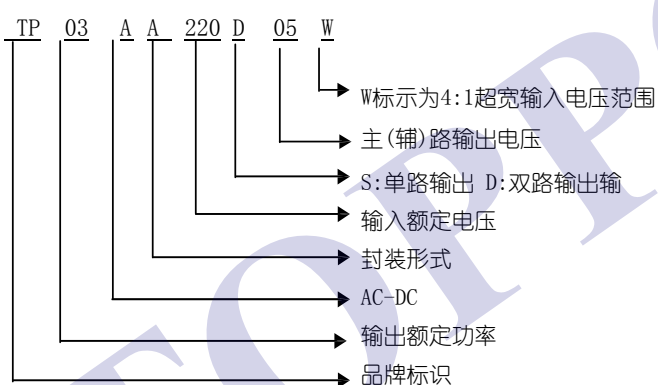 TP 03 A A 220 D 05 W
W标示为4:1超宽输入电压范围
主(辅)路输出电压
S:单路输出 D:双路输出输
输入额定电压
封装形式
AC-DC
输出额定功率
品牌标识